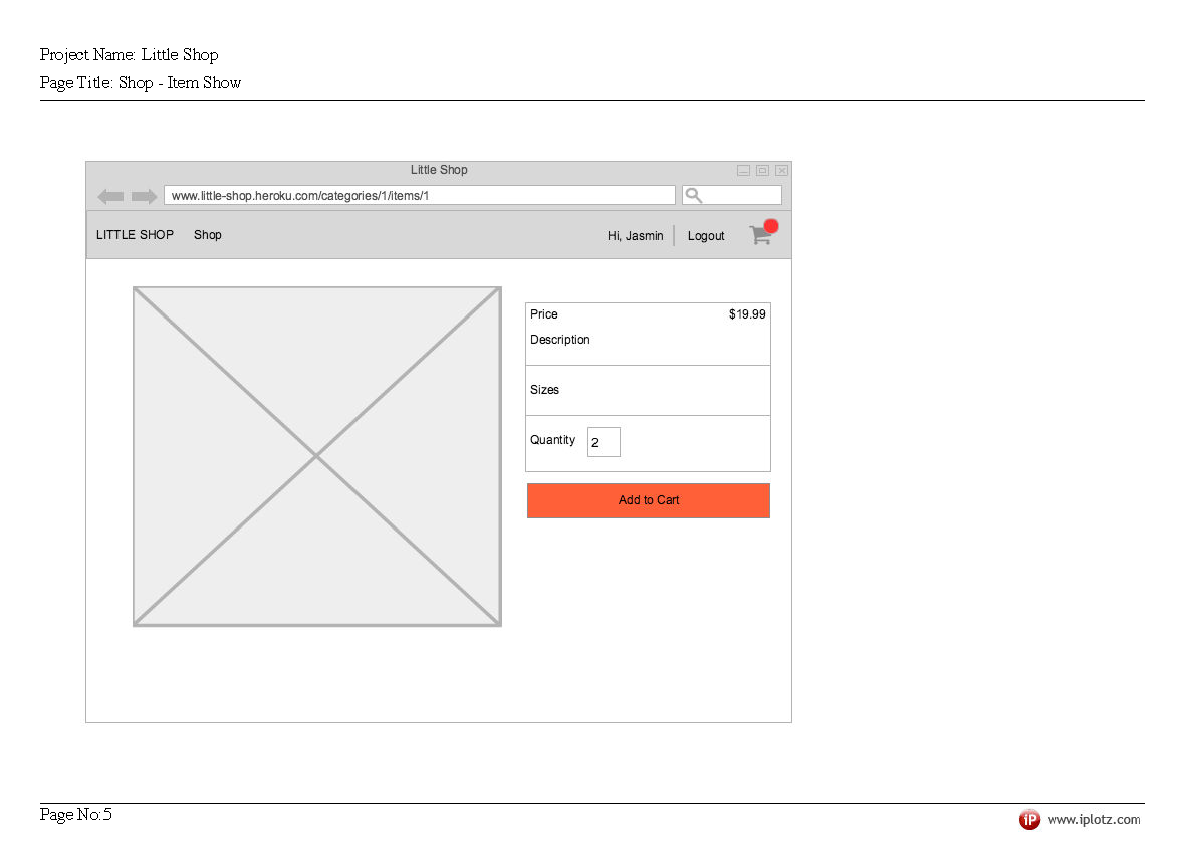 Project Name: Little Shop
Page Title: Shop - Item Show
Little Shop
www.little-shop.heroku.com/categories/1/items/1
LITTLE SHOP Shop Hi, Jasmin Logout
Price $19.99
Description
Sizes
Quantity 2
Add to Cart
Page No:5
iP www.iplotz.com